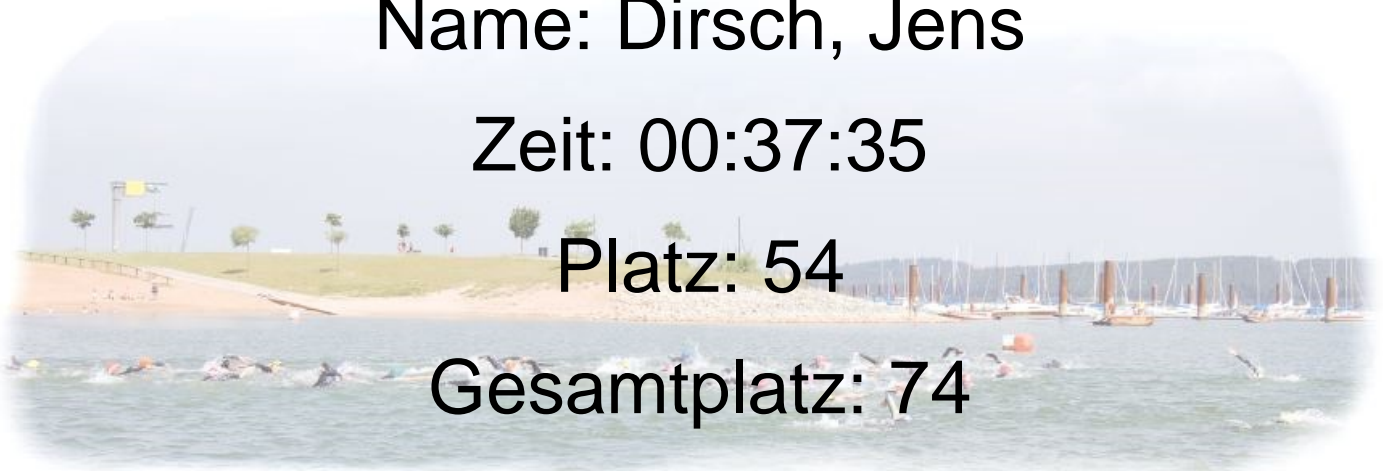 Name: Dirsch, Jens
Zeit: 00:37:35
Platz: 54
Gesamtplatz: 74